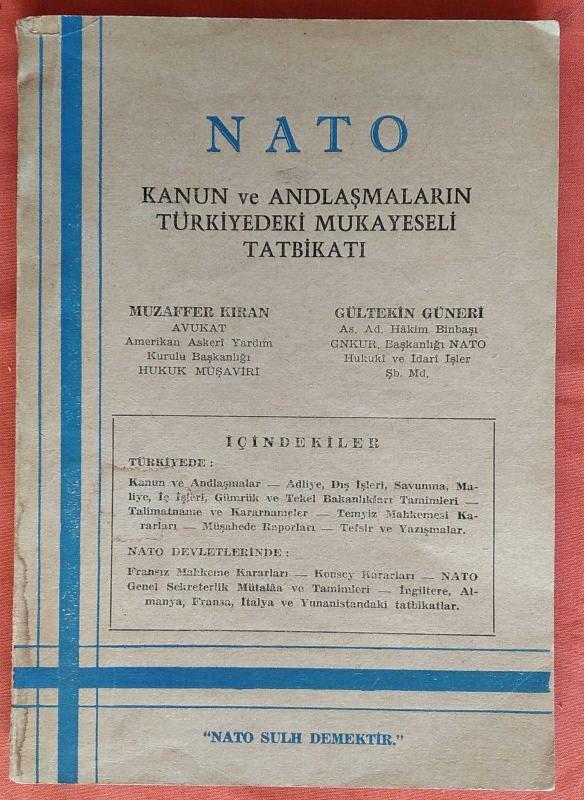 NATO
KANUN ve ANDLAŞMALARIN
TÜRKİYEDEKİ MUKAYESELİ
TATBİKATI
MUZAFFER KIRAN
AVUKAT
Amerikan Askerî Yardım
Kurulu Başkanlığı
HUKUK MÜŞAVİRİ
GÜLTEKİN GÜNERİ
As. Ad. Hâkim Binbaşı
GNKUR. Başkanlığı NATO
Hukukî ve İdarî İşler
Şb. Md.
İÇİNDEKİLER
TÜRKİYEDE :
Kanun ve Andlaşmalar — Adliye, Dış İşleri, Savunma, Ma-
liye, İç İşleri, Gümrük ve Tekel Bakanlıkları Tamimleri —
Talimatname ve Kararnameler — Temyiz Mahkemesi Ka-
rarları — Müşahede Raporları — Tefsir ve Yazışmalar.
NATO DEVLETLERİNDE :
Fransız Mahkeme Kararları — Konsey Kararları — NATO
Genel Sekreterlik Mütalâa ve Tamimleri — İngiltere, Al-
manya, Fransa, İtalya ve Yunanistandaki tatbikatlar.
"NATO SULH DEMEKTİR."